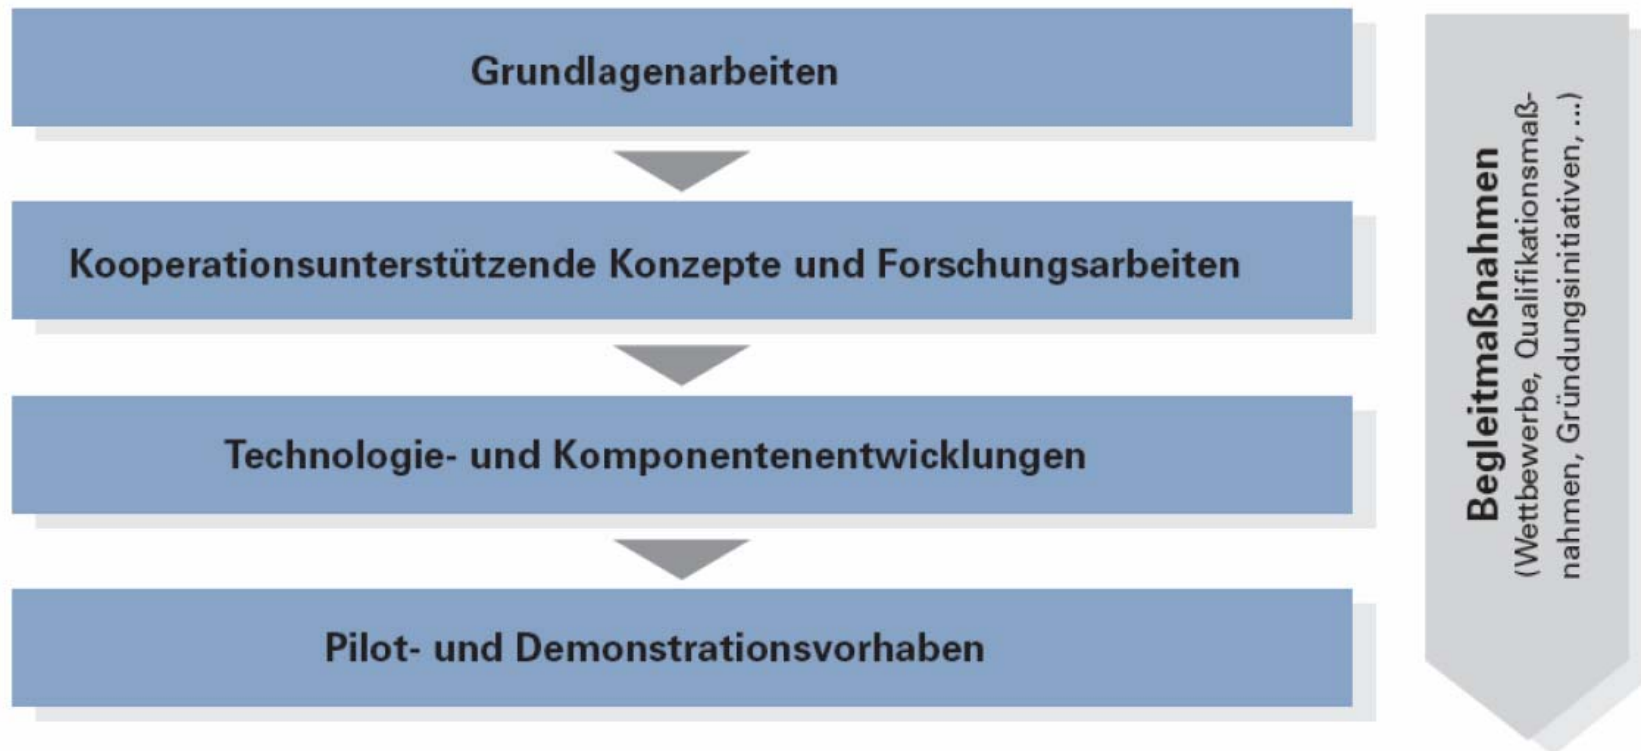 Grundlagenarbeiten
Kooperationsunterstützende Konzepte und Forschungsarbeiten
Technologie- und Komponentenentwicklungen
Pilot- und Demonstrationsvorhaben
Begleitmaßnahmen
(Wettbewerbe, Qualifikationsmaß-
nahmen, Gründungsinitiativen, ...)